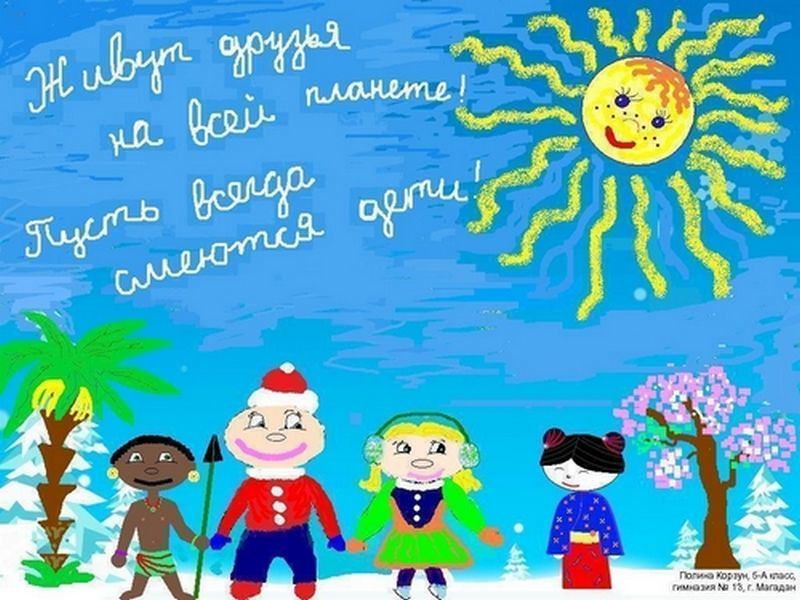 Живут друзья
на всей планете!
Пусть всегда
смеются дети!
Полина Корзун, 5-А класс,
гимназия № 13, г. Магадан